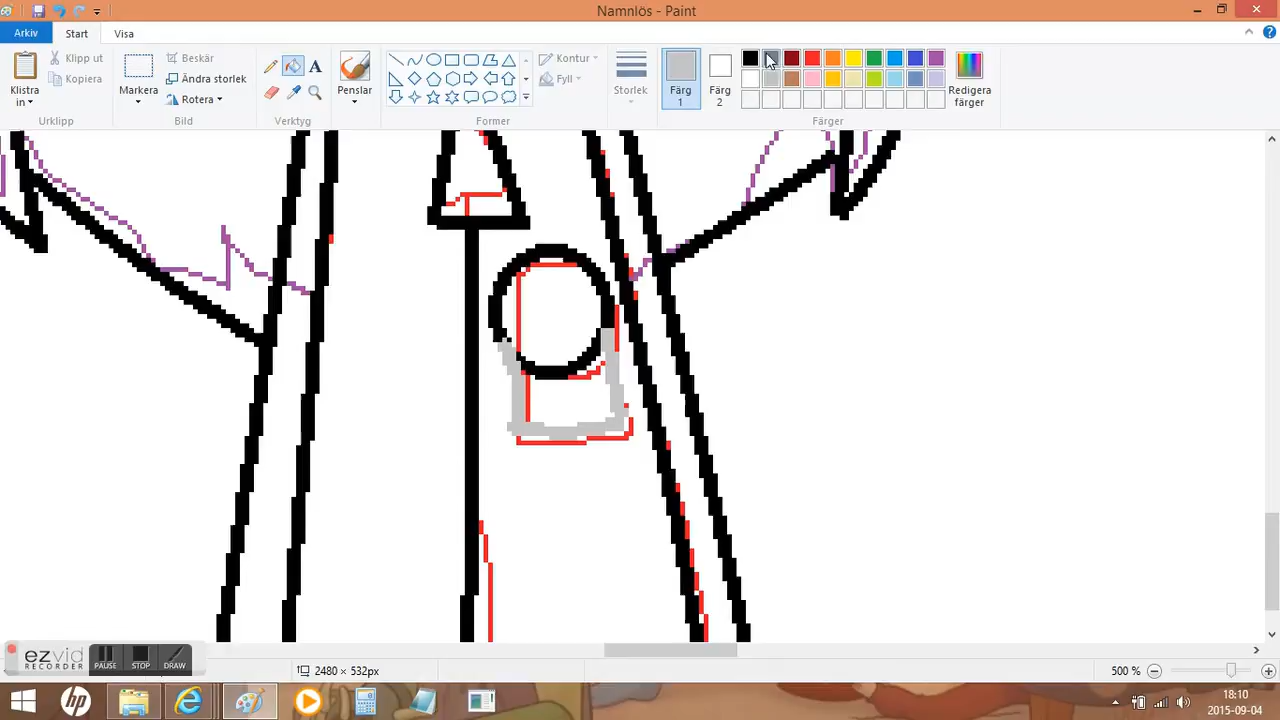 Namnlös - Paint
Arkiv
Start
Visa
Klistra
in
Klipp ut
Kopiera
Urklipp
Markera
Beskär
Ändra storlek
Rotera
Bild
A
Verktyg
Penslar
Kontur
Fyll
Former
Storlek
Färg
1
Färg
2
Redigera
färger
Färger
ezvid
RECORDER
PAUSE
STOP
DRAW
2480 × 532px
500 %
hp
18:10
2015-09-04